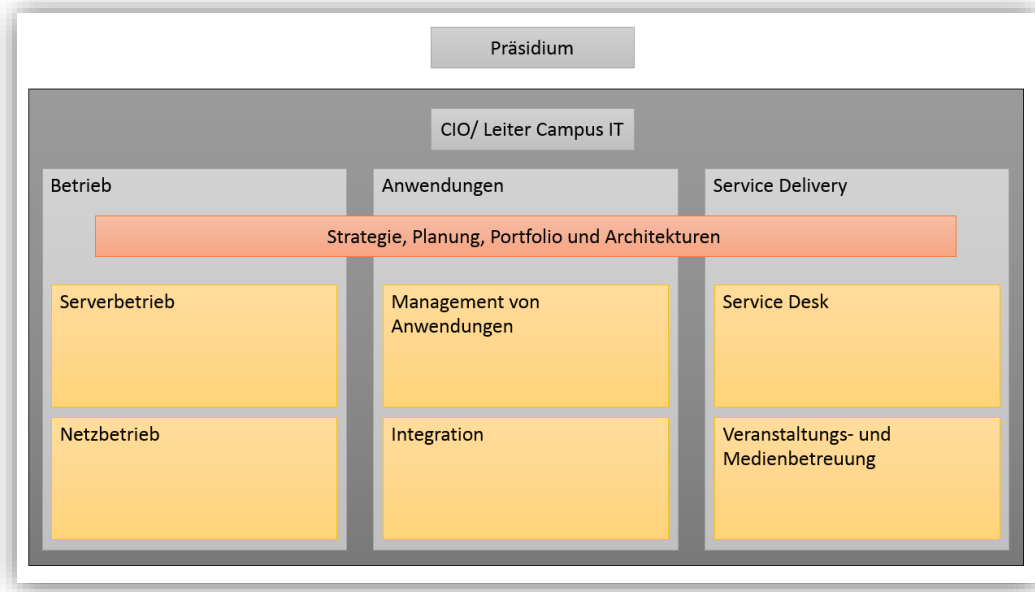 Präsidium
CIO/ Leiter Campus IT
Betrieb
Anwendungen
Service Delivery
Strategie, Planung, Portfolio und Architekturen
Serverbetrieb
Management von
Anwendungen
Service Desk
Netzbetrieb
Integration
Veranstaltungs- und
Medienbetreuung